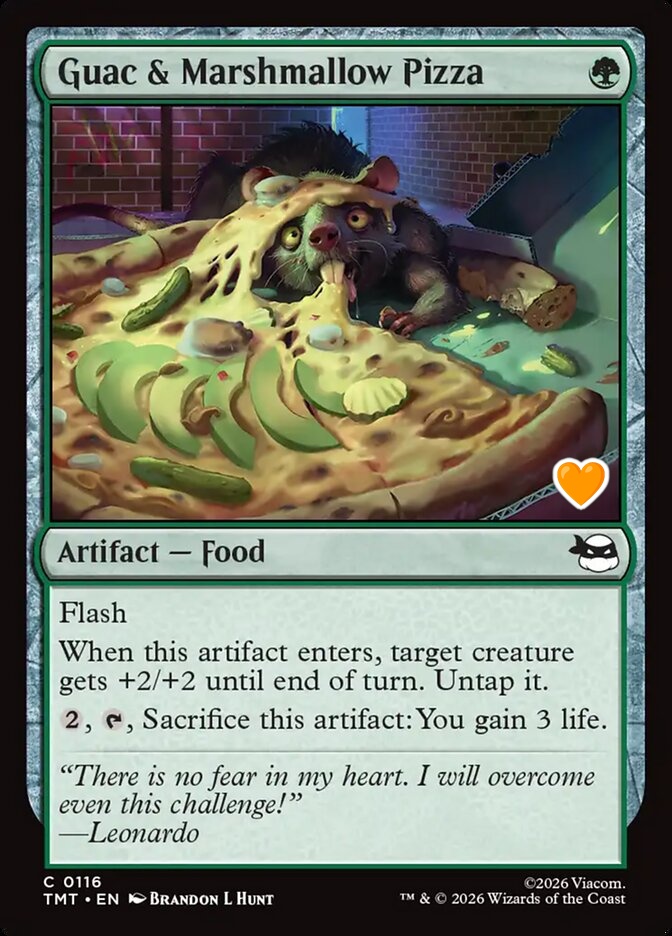 Guac & Marshmallow Pizza
Artifact — Food
Flash
When this artifact enters, target creature
gets +2/+2 until end of turn. Untap it.
2, , Sacrifice this artifact: You gain 3 life.
“There is no fear in my heart. I will overcome
even this challenge!”
—Leonardo
C 0116
TMT • EN Brandon L Hunt
©2026 Viacom.
™ & © 2026 Wizards of the Coast